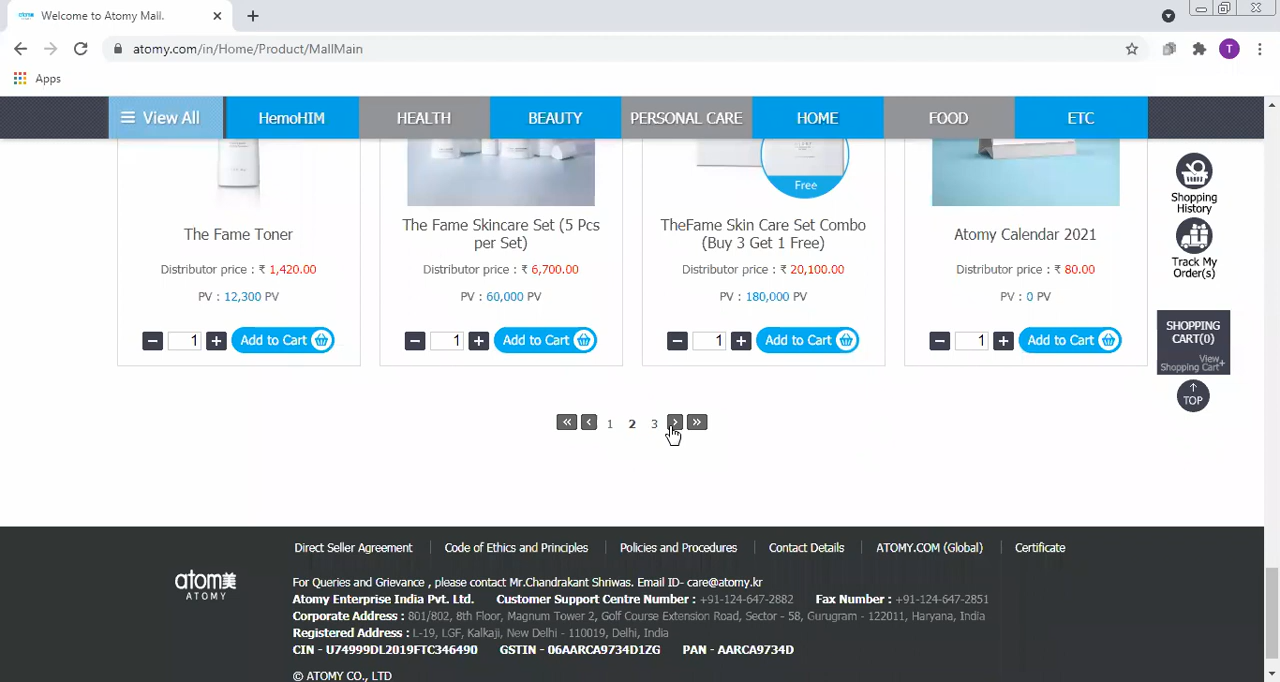 Welcome to Atomy Mall.
atomy.com/in/Home/Product/MallMain
T
Apps
View All HemoHIM HEALTH BEAUTY PERSONAL CARE HOME FOOD ETC
Free
The Fame Toner
Distributor price : ₹ 1,420.00
PV : 12,300 PV
1 Add to Cart
The Fame Skincare Set (5 Pcs
per Set)
Distributor price : ₹ 6,700.00
PV : 60,000 PV
1 Add to Cart
TheFame Skin Care Set Combo
(Buy 3 Get 1 Free)
Distributor price : ₹ 20,100.00
PV : 180,000 PV
1 Add to Cart
Atomy Calendar 2021
Distributor price : ₹ 80.00
PV : 0 PV
1 Add to Cart
Shopping
History
Track My
Order(s)
SHOPPING
CART(0)
View
Shopping Cart+
TOP
« ‹ 1 2 3 › »
Direct Seller Agreement | Code of Ethics and Principles | Policies and Procedures | Contact Details | ATOMY.COM (Global) | Certificate
atom美
ATOMY
For Queries and Grievance , please contact Mr.Chandrakant Shriwas. Email ID- care@atomy.kr
Atomy Enterprise India Pvt. Ltd. Customer Support Centre Number : +91-124-647-2882 Fax Number : +91-124-647-2851
Corporate Address : 801/802, 8th Floor, Magnum Tower 2, Golf Course Extension Road, Sector - 58, Gurugram - 122011, Haryana, India
Registered Address : L-19, LGF, Kalkaji, New Delhi - 110019, Delhi, India
CIN - U74999DL2019FTC346490 GSTIN - 06AARCA9734D1ZG PAN - AARCA9734D
© ATOMY CO., LTD